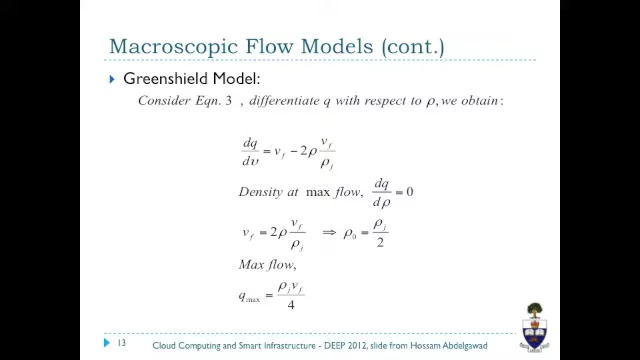 Macroscopic Flow Models (cont.)
Greenshield Model:
Consider Eqn. 3 , differentiate q with respect to ρ, we obtain :
dq/dυ = v_f − 2ρ v_f/ρ_j
Density at max flow, dq/dρ = 0
v_f = 2ρ v_f/ρ_j ⇒ ρ_0 = ρ_j/2
Max flow,
q_max = ρ_j v_f/4
13 Cloud Computing and Smart Infrastructure - DEEP 2012, slide from Hossam Abdelgawad